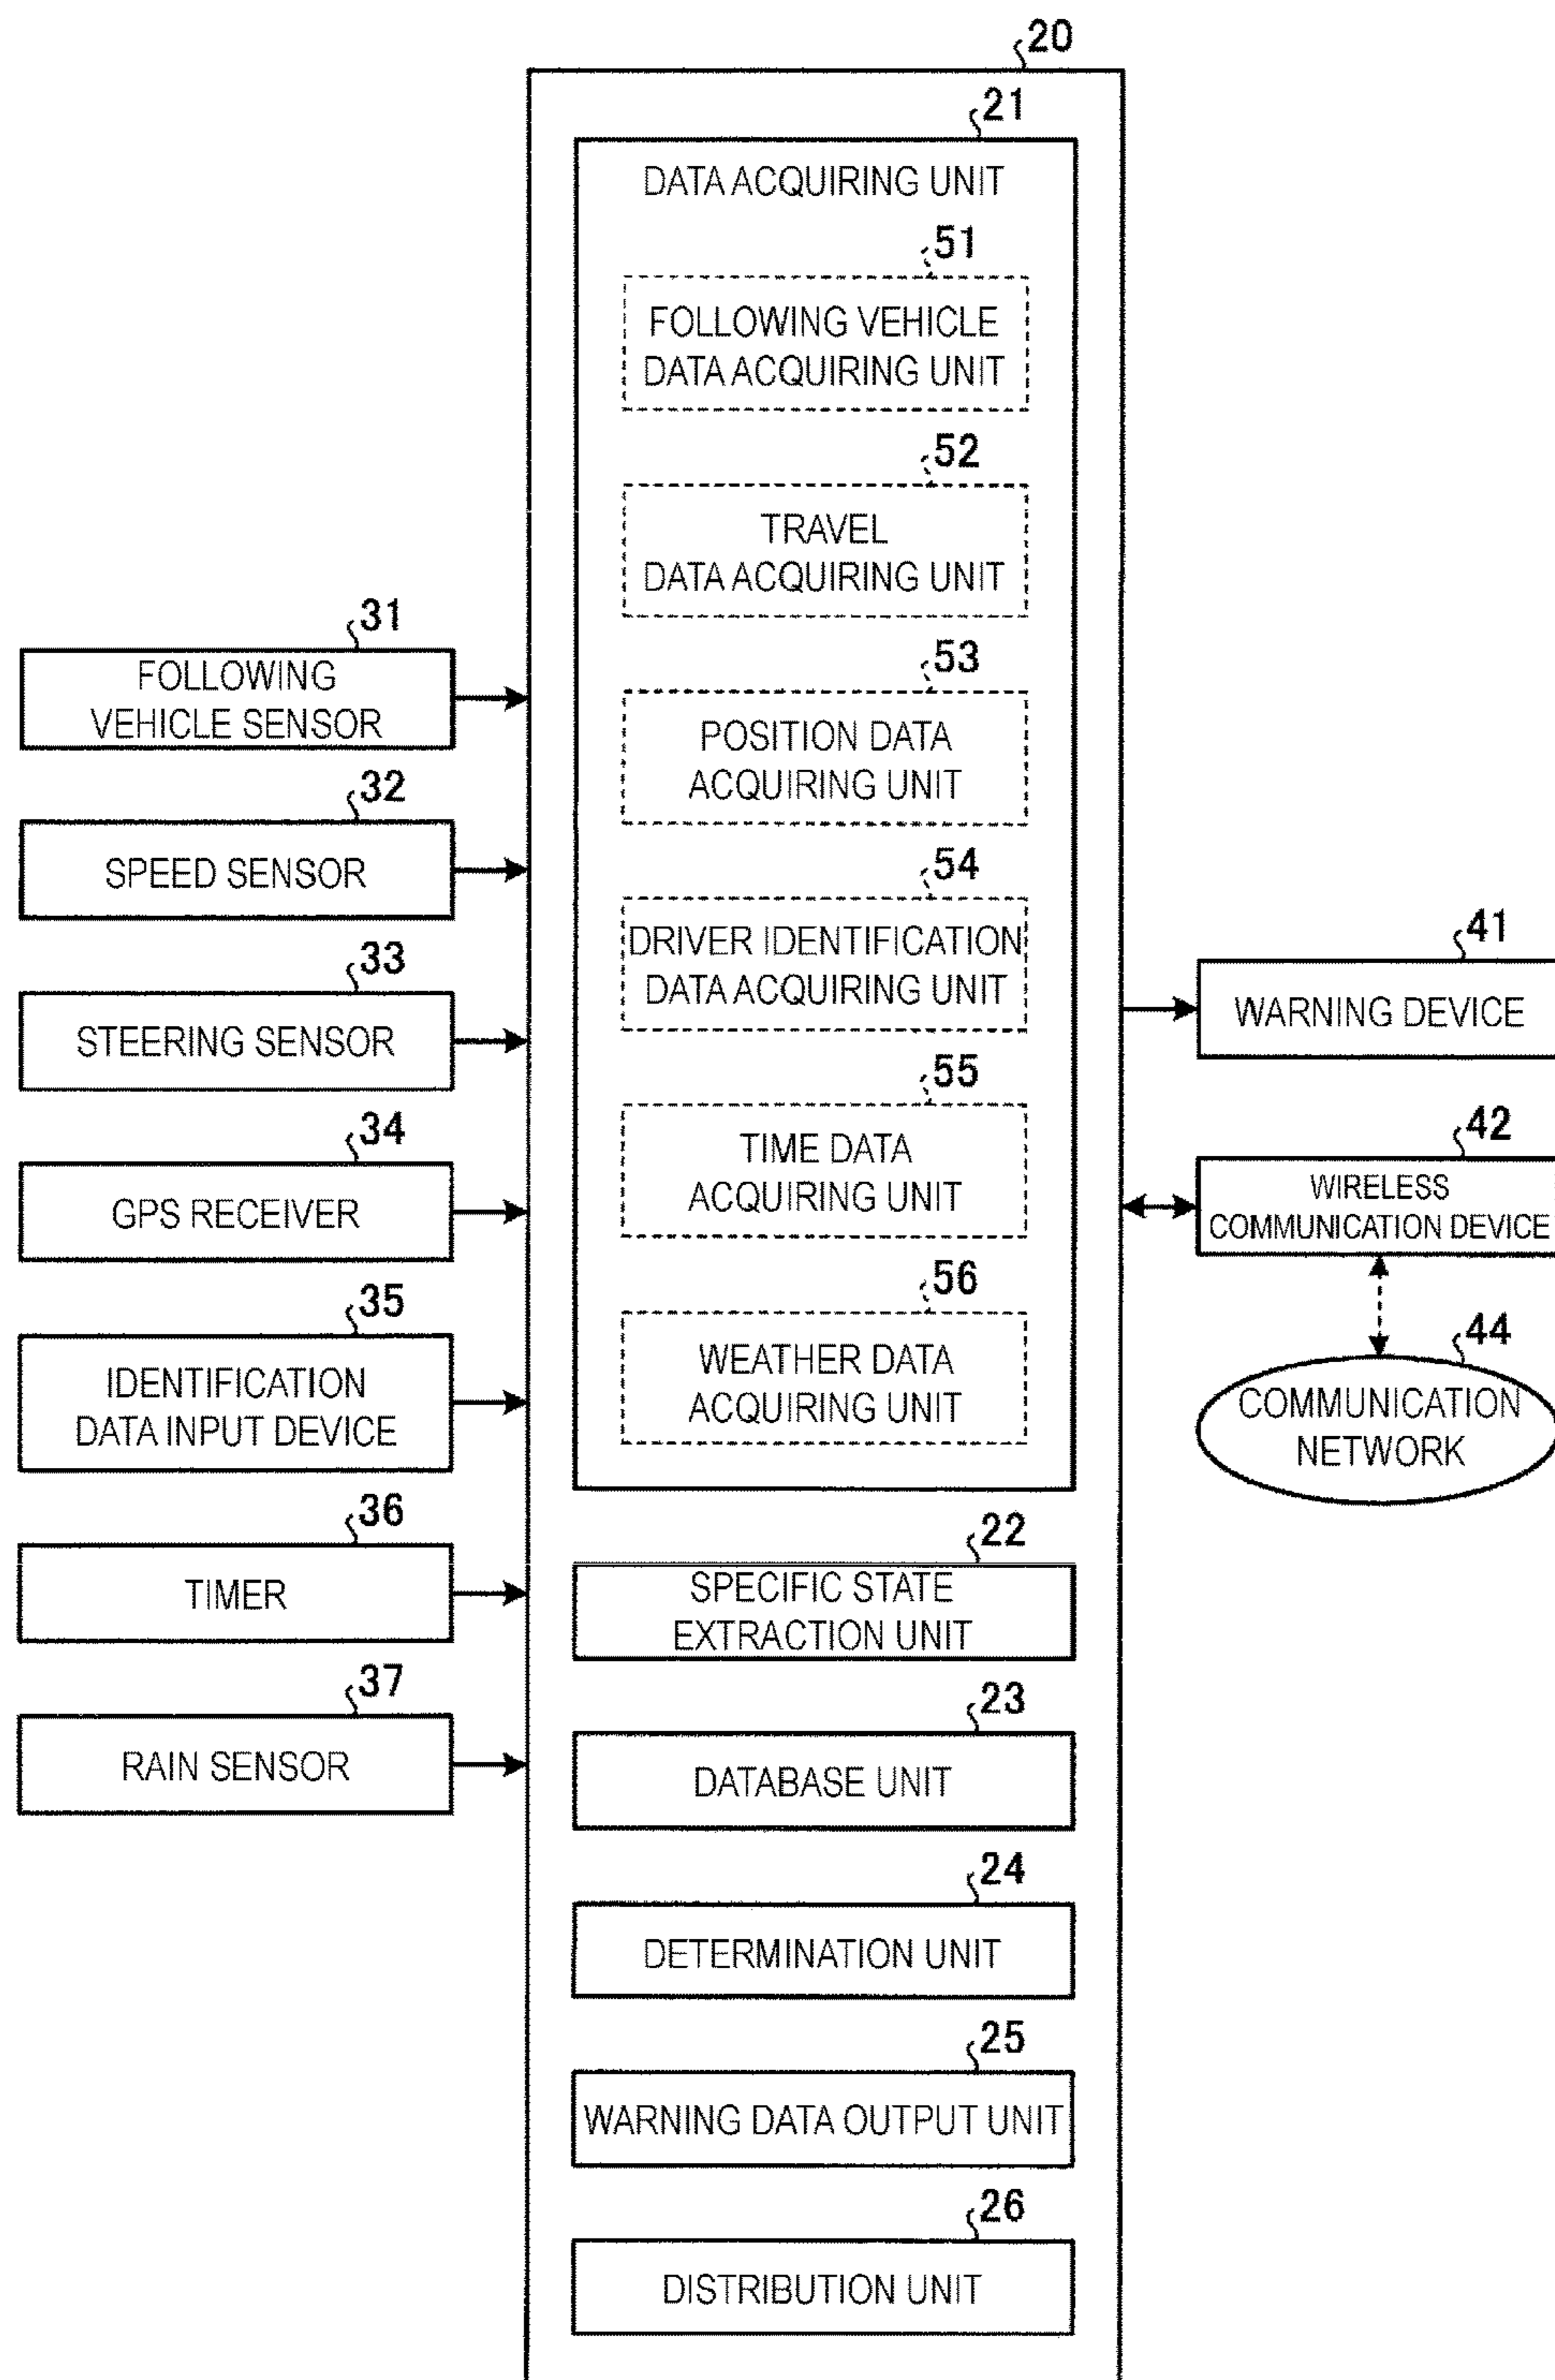 20
21
DATA ACQUIRING UNIT
51
FOLLOWING VEHICLE
DATA ACQUIRING UNIT
52
TRAVEL
DATA ACQUIRING UNIT
53
POSITION DATA
ACQUIRING UNIT
54
DRIVER IDENTIFICATION
DATA ACQUIRING UNIT
55
TIME DATA
ACQUIRING UNIT
56
WEATHER DATA
ACQUIRING UNIT
22
SPECIFIC STATE
EXTRACTION UNIT
23
DATABASE UNIT
24
DETERMINATION UNIT
25
WARNING DATA OUTPUT UNIT
26
DISTRIBUTION UNIT
31
FOLLOWING
VEHICLE SENSOR
32
SPEED SENSOR
33
STEERING SENSOR
34
GPS RECEIVER
35
IDENTIFICATION
DATA INPUT DEVICE
36
TIMER
37
RAIN SENSOR
41
WARNING DEVICE
42
WIRELESS
COMMUNICATION DEVICE
44
COMMUNICATION
NETWORK